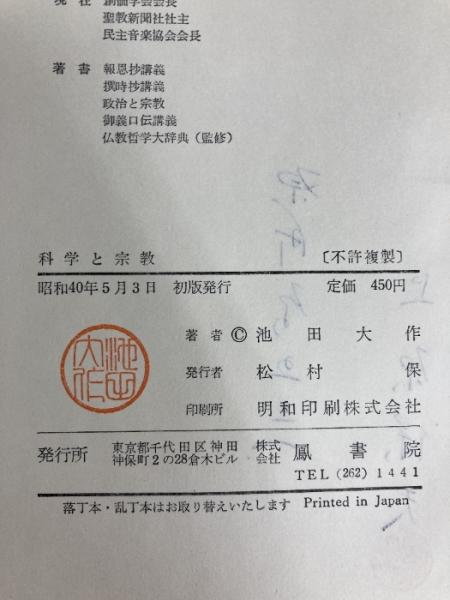 現在 創価学会会長
聖教新聞社社主
民主音楽協会会長
著書 報恩抄講義
撰時抄講義
政治と宗教
御義口伝講義
仏教哲学大辞典（監修）
科学と宗教 〔不許複製〕
昭和40年5月3日 初版発行 定価 450円
著者 © 池田大作
発行者 松村保
印刷所 明和印刷株式会社
発行所 東京都千代田区神田神保町2の28倉木ビル 株式会社 鳳書院
TEL (262) 1441
落丁本・乱丁本はお取り替えいたします Printed in Japan
池田大作